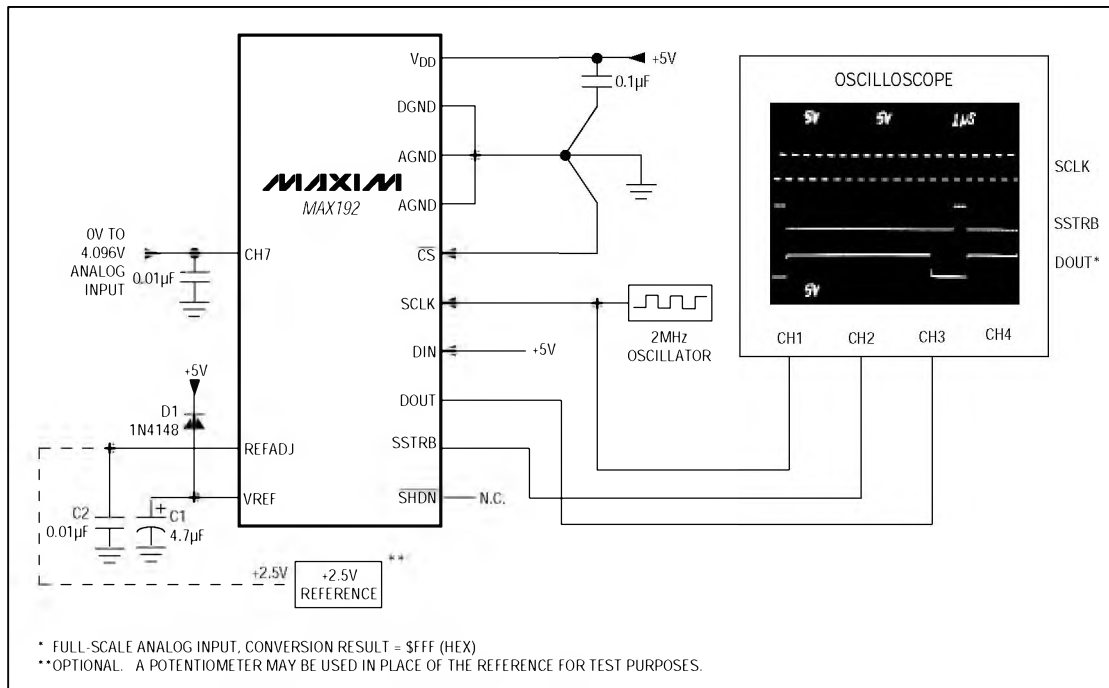 VDD
+5V
0.1µF
DGND
AGND
AGND
MAXIM
MAX192
0V TO
4.096V
ANALOG
INPUT
0.01µF
CH7
CS
SCLK
2MHz
OSCILLATOR
DIN
+5V
DOUT
SSTRB
SHDN
N.C.
+5V
D1
1N4148
REFADJ
VREF
C2
0.01µF
+
C1
4.7µF
+2.5V
+2.5V
REFERENCE
**
OSCILLOSCOPE
5V
5V
1µS
5V
SCLK
SSTRB
DOUT*
CH1
CH2
CH3
CH4
* FULL-SCALE ANALOG INPUT, CONVERSION RESULT = $FFF (HEX)
**OPTIONAL. A POTENTIOMETER MAY BE USED IN PLACE OF THE REFERENCE FOR TEST PURPOSES.